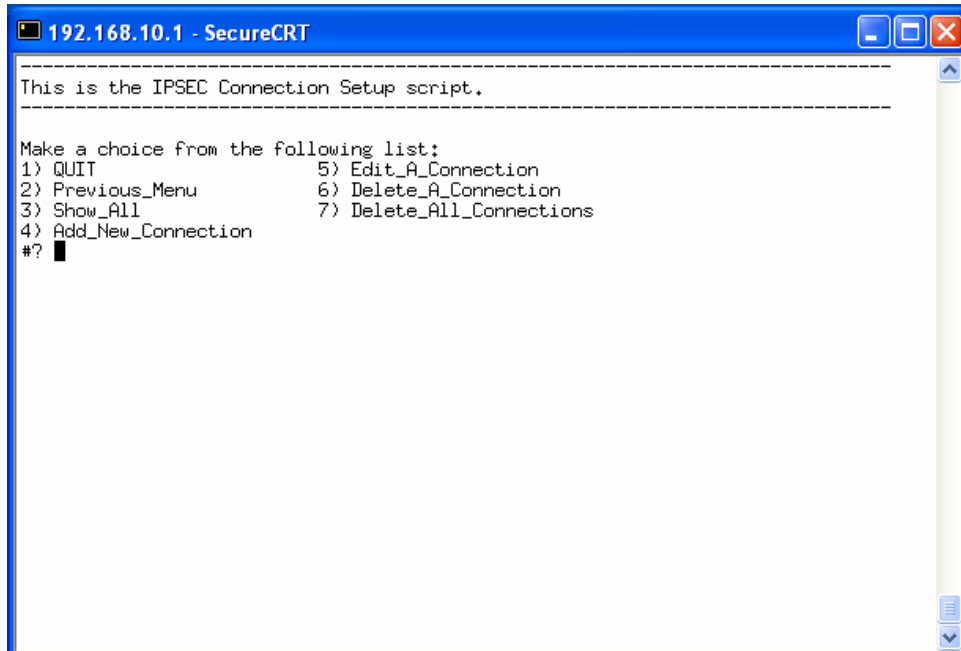 192.168.10.1 - SecureCRT
--------------------------------------------------------------------------------
This is the IPSEC Connection Setup script.
--------------------------------------------------------------------------------
Make a choice from the following list:
1) QUIT                    5) Edit_A_Connection
2) Previous_Menu           6) Delete_A_Connection
3) Show_All                7) Delete_All_Connections
4) Add_New_Connection
#?